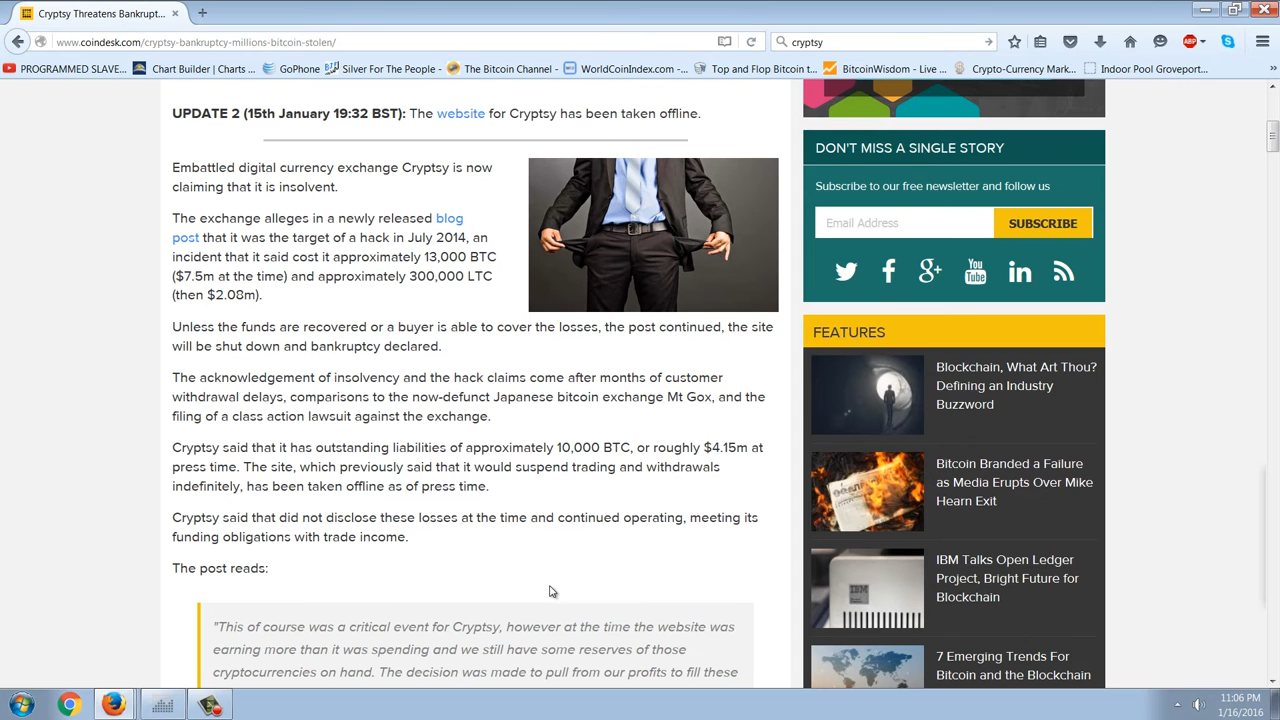 Cryptsy Threatens Bankrupt...
www.coindesk.com/cryptsy-bankruptcy-millions-bitcoin-stolen/
cryptsy
ABP
PROGRAMMED SLAVE...
Chart Builder | Charts ...
GoPhone
Silver For The People - ...
The Bitcoin Channel - ...
WorldCoinIndex.com - ...
Top and Flop Bitcoin t...
BitcoinWisdom - Live ...
Crypto-Currency Mark...
Indoor Pool Groveport...
UPDATE 2 (15th January 19:32 BST): The website for Cryptsy has been taken offline.
Embattled digital currency exchange Cryptsy is now
claiming that it is insolvent.
The exchange alleges in a newly released blog
post that it was the target of a hack in July 2014, an
incident that it said cost it approximately 13,000 BTC
($7.5m at the time) and approximately 300,000 LTC
(then $2.08m).
Unless the funds are recovered or a buyer is able to cover the losses, the post continued, the site
will be shut down and bankruptcy declared.
The acknowledgement of insolvency and the hack claims come after months of customer
withdrawal delays, comparisons to the now-defunct Japanese bitcoin exchange Mt Gox, and the
filing of a class action lawsuit against the exchange.
Cryptsy said that it has outstanding liabilities of approximately 10,000 BTC, or roughly $4.15m at
press time. The site, which previously said that it would suspend trading and withdrawals
indefinitely, has been taken offline as of press time.
Cryptsy said that did not disclose these losses at the time and continued operating, meeting its
funding obligations with trade income.
The post reads:
"This of course was a critical event for Cryptsy, however at the time the website was
earning more than it was spending and we still have some reserves of those
cryptocurrencies on hand. The decision was made to pull from our profits to fill these
DON'T MISS A SINGLE STORY
Subscribe to our free newsletter and follow us
Email Address
SUBSCRIBE
You
Tube
FEATURES
Blockchain, What Art Thou?
Defining an Industry
Buzzword
Bitcoin Branded a Failure
as Media Erupts Over Mike
Hearn Exit
IBM
IBM Talks Open Ledger
Project, Bright Future for
Blockchain
7 Emerging Trends For
Bitcoin and the Blockchain
11:06 PM
1/16/2016